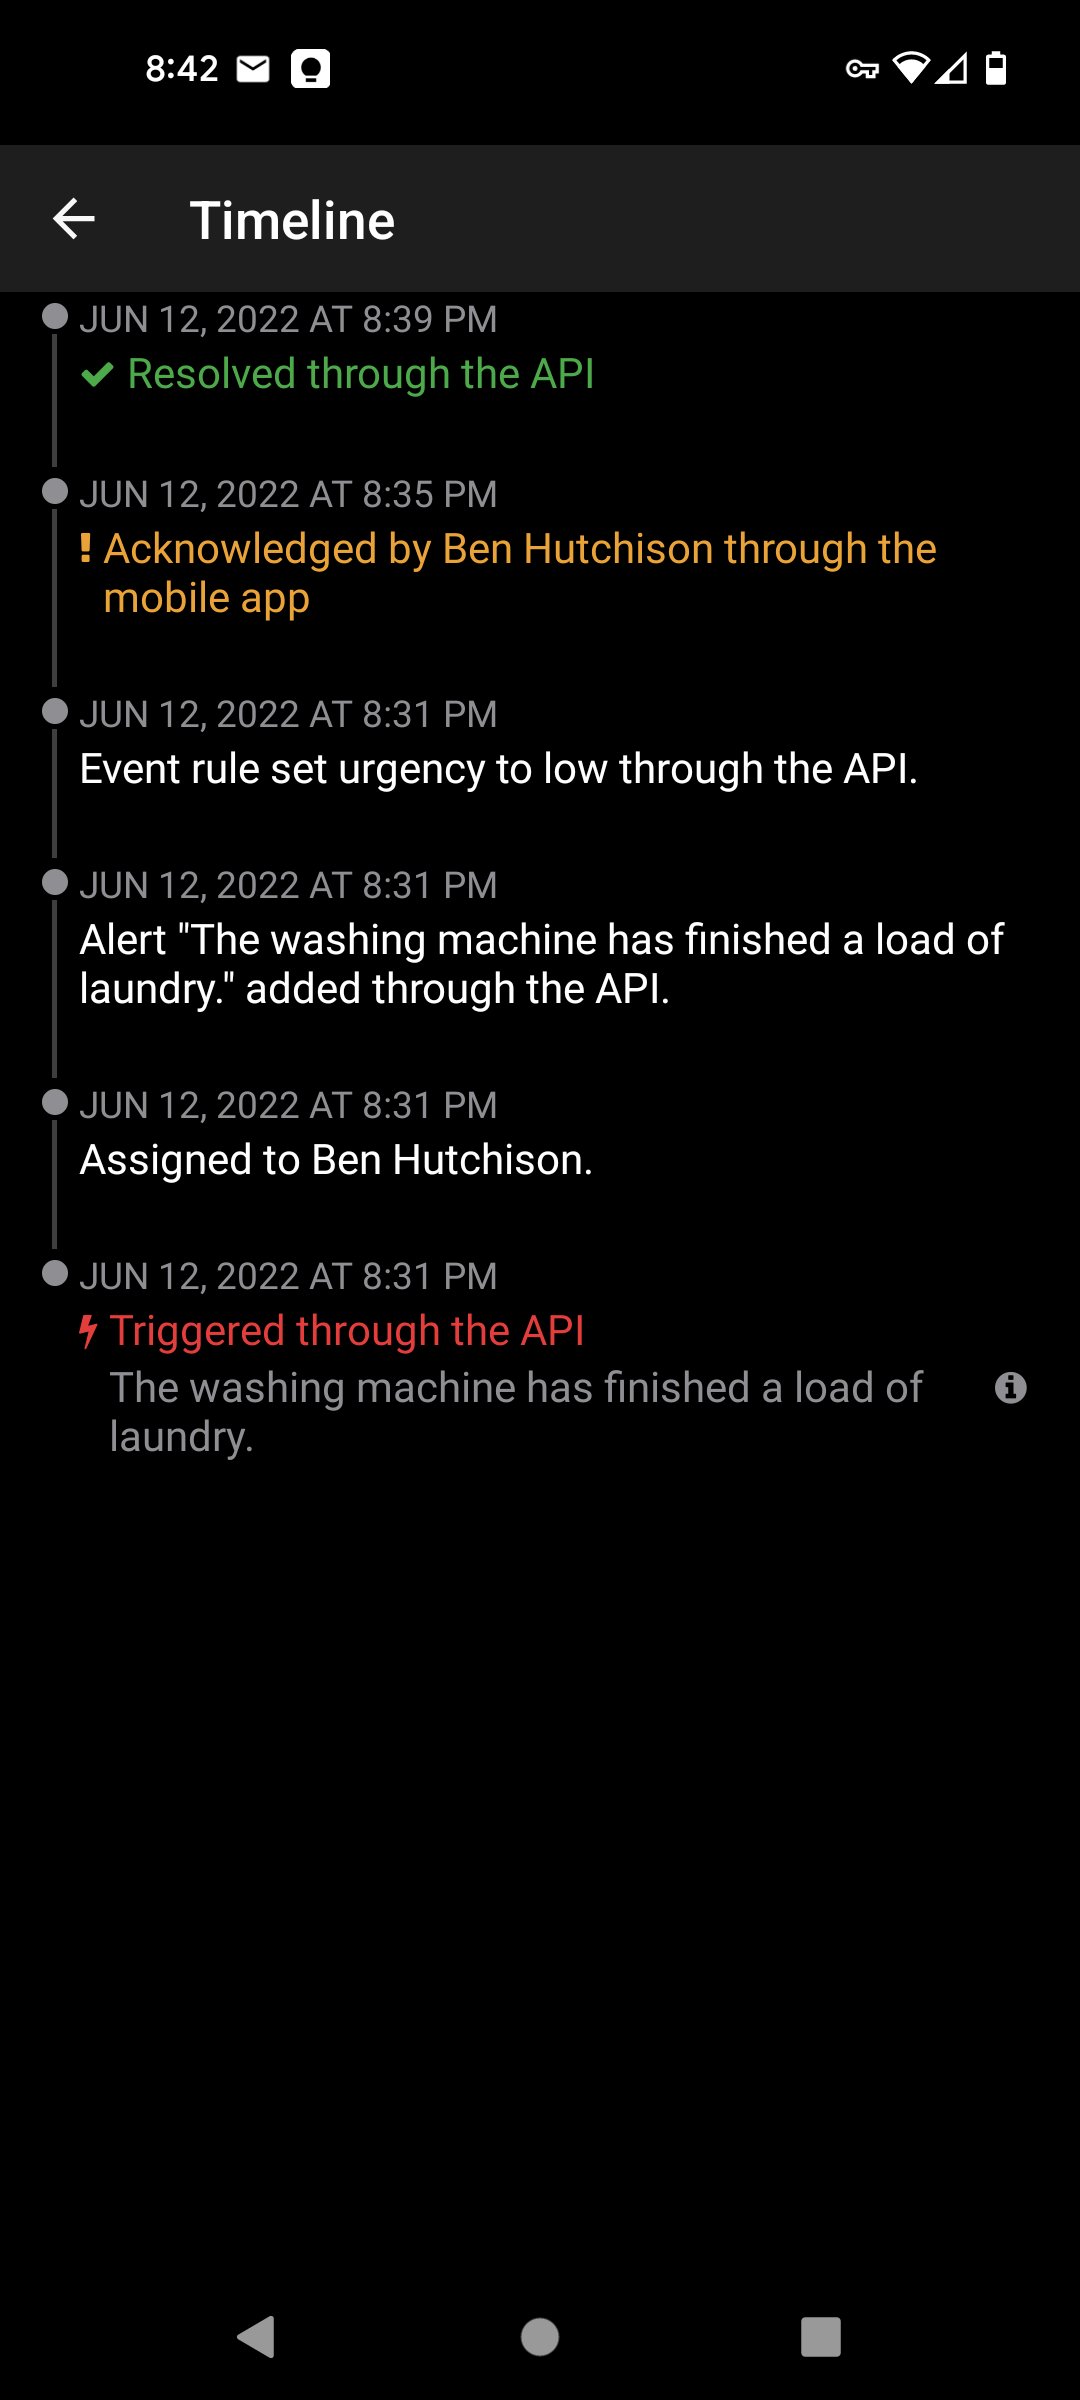 8:42
Timeline
JUN 12, 2022 AT 8:39 PM
Resolved through the API
JUN 12, 2022 AT 8:35 PM
! Acknowledged by Ben Hutchison through the
mobile app
JUN 12, 2022 AT 8:31 PM
Event rule set urgency to low through the API.
JUN 12, 2022 AT 8:31 PM
Alert "The washing machine has finished a load of
laundry." added through the API.
JUN 12, 2022 AT 8:31 PM
Assigned to Ben Hutchison.
JUN 12, 2022 AT 8:31 PM
Triggered through the API
The washing machine has finished a load of
laundry.